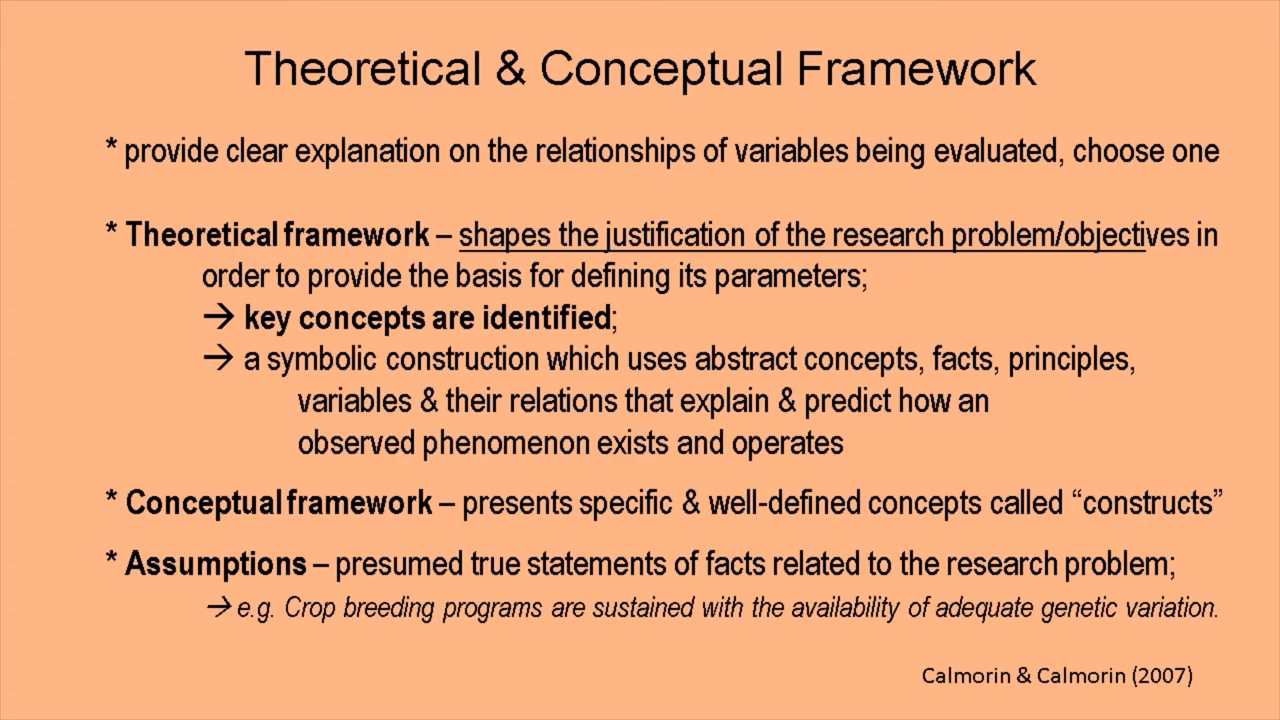 Theoretical & Conceptual Framework
* provide clear explanation on the relationships of variables being evaluated, choose one
* Theoretical framework – shapes the justification of the research problem/objectives in
order to provide the basis for defining its parameters;
→ key concepts are identified;
→ a symbolic construction which uses abstract concepts, facts, principles,
variables & their relations that explain & predict how an
observed phenomenon exists and operates
* Conceptual framework – presents specific & well-defined concepts called “constructs”
* Assumptions – presumed true statements of facts related to the research problem;
→ e.g. Crop breeding programs are sustained with the availability of adequate genetic variation.
Calmorin & Calmorin (2007)